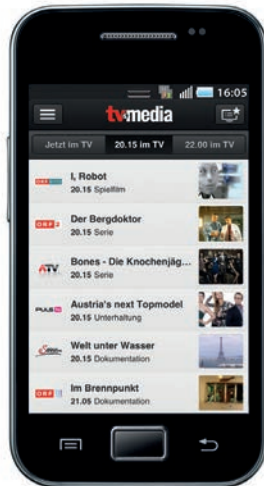 16:05
tvmedia
Jetzt im TV
20.15 im TV
22.00 im TV
ORF
I, Robot
20.15 Spielfilm
ORF 2
Der Bergdoktor
20.15 Serie
ATV
Bones - Die Knochenjäg...
20.15 Serie
PULS
Austria's next Topmodel
20.15 Unterhaltung
Welt unter Wasser
20.15 Dokumentation
ORF III
Im Brennpunkt
21.05 Dokumentation